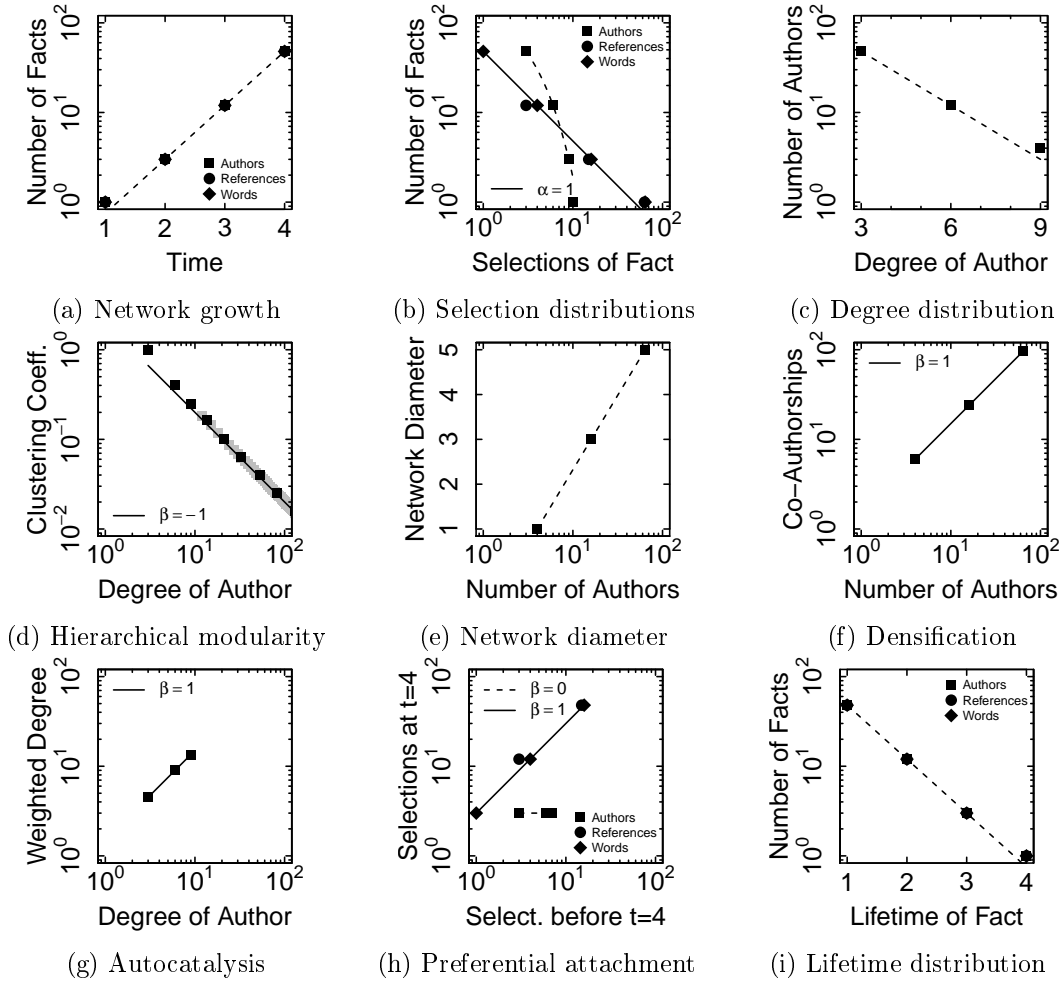 Number of Facts
10^0 10^1 10^2
1 2 3 4
Time
Authors
References
Words
(a) Network growth
Number of Facts
10^0 10^1 10^2
10^0 10^1 10^2
Selections of Fact
Authors
References
Words
α = 1
(b) Selection distributions
Number of Authors
10^0 10^1 10^2
3 6 9
Degree of Author
(c) Degree distribution
Clustering Coeff.
10^-2 10^-1 10^0
10^0 10^1 10^2
Degree of Author
β = −1
(d) Hierarchical modularity
Network Diameter
1 2 3 4 5
10^0 10^1 10^2
Number of Authors
(e) Network diameter
Co−Authorships
10^0 10^1 10^2
10^0 10^1 10^2
Number of Authors
β = 1
(f) Densification
Weighted Degree
10^0 10^1 10^2
10^0 10^1 10^2
Degree of Author
β = 1
(g) Autocatalysis
Selections at t=4
10^0 10^1 10^2
10^0 10^1 10^2
Select. before t=4
β = 0
β = 1
Authors
References
Words
(h) Preferential attachment
Number of Facts
10^0 10^1 10^2
1 2 3 4
Lifetime of Fact
Authors
References
Words
(i) Lifetime distribution